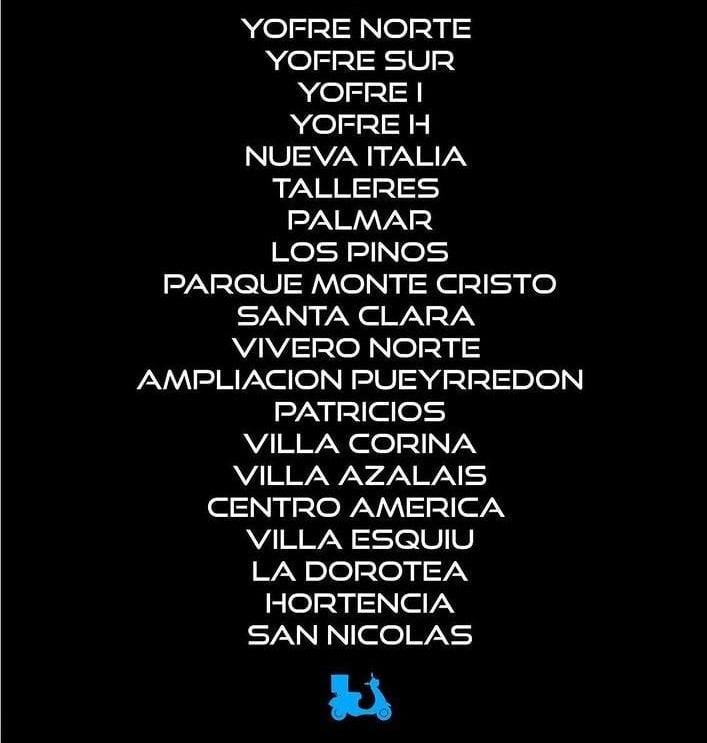 YOFRE NORTE
YOFRE SUR
YOFRE I
YOFRE H
NUEVA ITALIA
TALLERES
PALMAR
LOS PINOS
PARQUE MONTE CRISTO
SANTA CLARA
VIVERO NORTE
AMPLIACION PUEYRREDON
PATRICIOS
VILLA CORINA
VILLA AZALAIS
CENTRO AMERICA
VILLA ESQUIU
LA DOROTEA
HORTENCIA
SAN NICOLAS